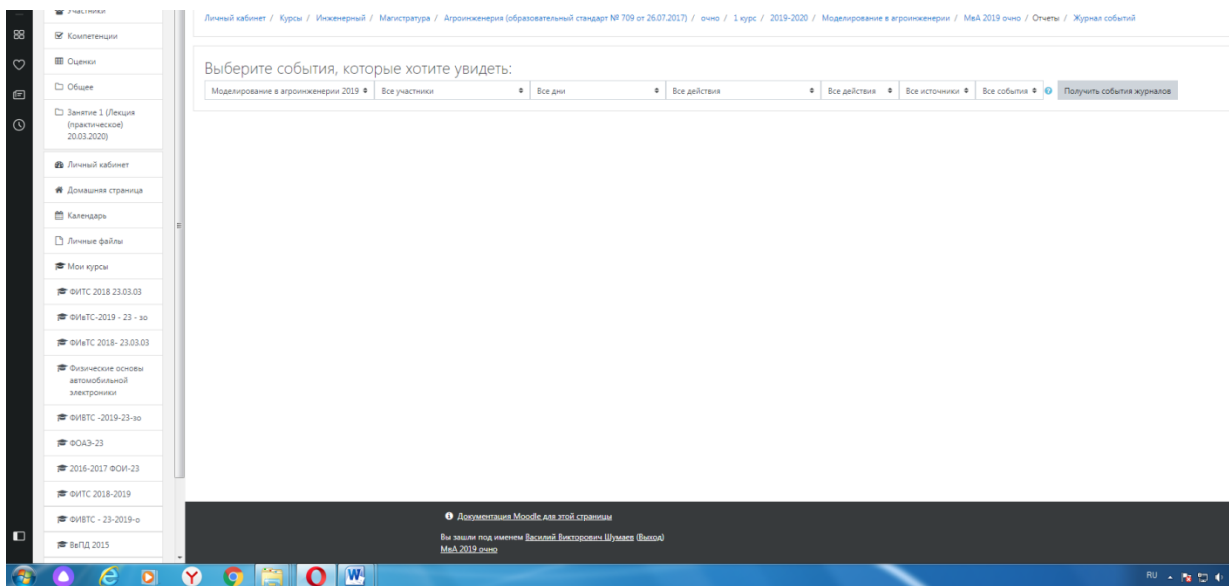 Участники
Компетенции
Оценки
Общее
Занятие 1 (Лекция
(практическое)
20.03.2020)
Личный кабинет
Домашняя страница
Календарь
Личные файлы
Мои курсы
ФИТС 2018 23.03.03
ФИвТС-2019 - 23 - зо
ФИвТС 2018- 23.03.03
Физические основы
автомобильной
электроники
ФИВТС -2019-23-зо
ФОАЭ-23
2016-2017 ФОИ-23
ФИТС 2018-2019
ФИВТС - 23-2019-о
ВвПД 2015
Личный кабинет / Курсы / Инженерный / Магистратура / Агроинженерия (образовательный стандарт № 709 от 26.07.2017) / очно / 1 курс / 2019-2020 / Моделирование в агроинженерии / МвА 2019 очно / Отчеты / Журнал событий
Выберите события, которые хотите увидеть:
Моделирование в агроинженерии 2019 Все участники Все дни Все действия Все действия Все источники Все события Получить события журналов
Документация Moodle для этой страницы
Вы зашли под именем Василий Викторович Шумаев (Выход)
МвА 2019 очно
RU